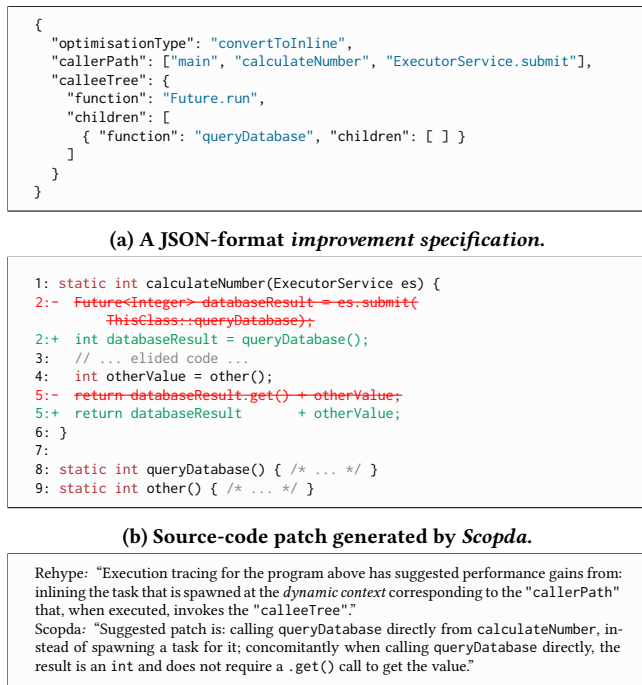 {
"optimisationType": "convertToInline",
"callerPath": ["main", "calculateNumber", "ExecutorService.submit"],
"calleeTree": {
"function": "Future.run",
"children": [
{ "function": "queryDatabase", "children": [ ] }
]
}
}
(a) A JSON-format improvement specification.
1: static int calculateNumber(ExecutorService es) {
2:- Future<Integer> databaseResult = es.submit(
ThisClass::queryDatabase);
2:+ int databaseResult = queryDatabase();
3: // ... elided code ...
4: int otherValue = other();
5:- return databaseResult.get() + otherValue;
5:+ return databaseResult + otherValue;
6: }
7:
8: static int queryDatabase() { /* ... */ }
9: static int other() { /* ... */ }
(b) Source-code patch generated by Scopda.
Rehype: “Execution tracing for the program above has suggested performance gains from:
inlining the task that is spawned at the dynamic context corresponding to the "callerPath"
that, when executed, invokes the "calleeTree".”
Scopda: “Suggested patch is: calling queryDatabase directly from calculateNumber, in-
stead of spawning a task for it; concomitantly when calling queryDatabase directly, the
result is an int and does not require a .get() call to get the value.”